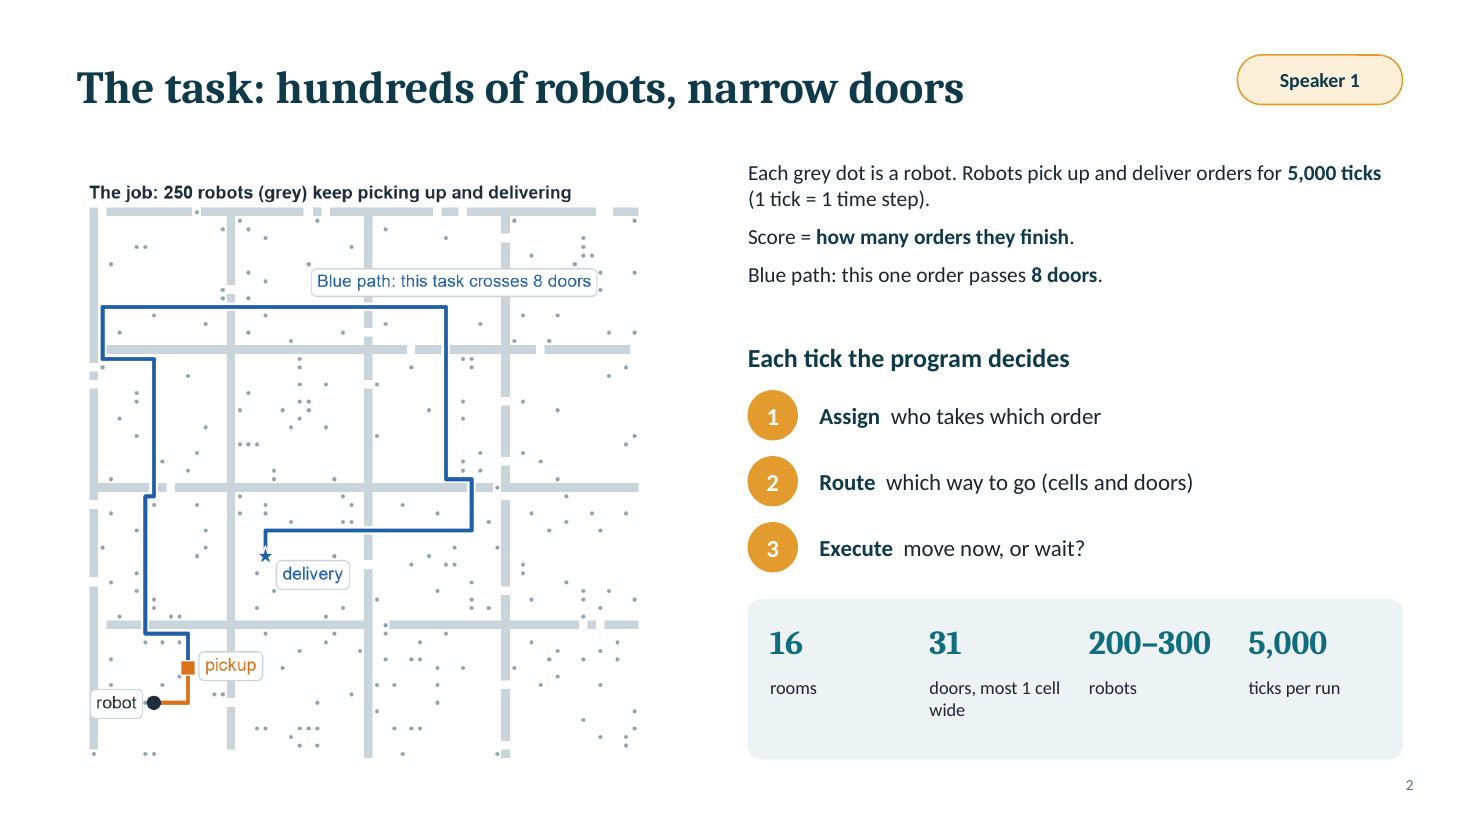 The task: hundreds of robots, narrow doors
Speaker 1
The job: 250 robots (grey) keep picking up and delivering
Blue path: this task crosses 8 doors
delivery
pickup
robot
Each grey dot is a robot. Robots pick up and deliver orders for 5,000 ticks
(1 tick = 1 time step).
Score = how many orders they finish.
Blue path: this one order passes 8 doors.
Each tick the program decides
1 Assign who takes which order
2 Route which way to go (cells and doors)
3 Execute move now, or wait?
16
rooms
31
doors, most 1 cell
wide
200–300
robots
5,000
ticks per run
2